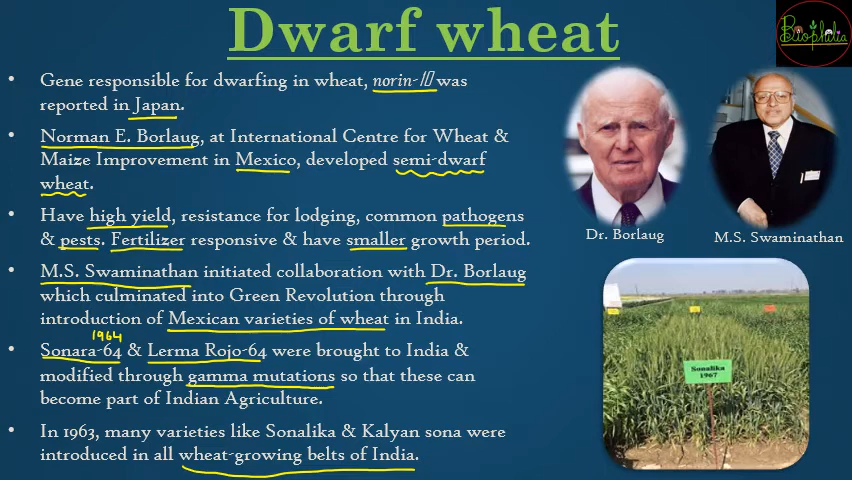 Dwarf wheat
Biophilia
• Gene responsible for dwarfing in wheat, norin-10 was
reported in Japan.
• Norman E. Borlaug, at International Centre for Wheat &
Maize Improvement in Mexico, developed semi-dwarf
wheat.
• Have high yield, resistance for lodging, common pathogens
& pests. Fertilizer responsive & have smaller growth period.
• M.S. Swaminathan initiated collaboration with Dr. Borlaug
which culminated into Green Revolution through
introduction of Mexican varieties of wheat in India.
1964
• Sonara-64 & Lerma Rojo-64 were brought to India &
modified through gamma mutations so that these can
become part of Indian Agriculture.
• In 1963, many varieties like Sonalika & Kalyan sona were
introduced in all wheat-growing belts of India.
Dr. Borlaug
M.S. Swaminathan
Sonalika
1967